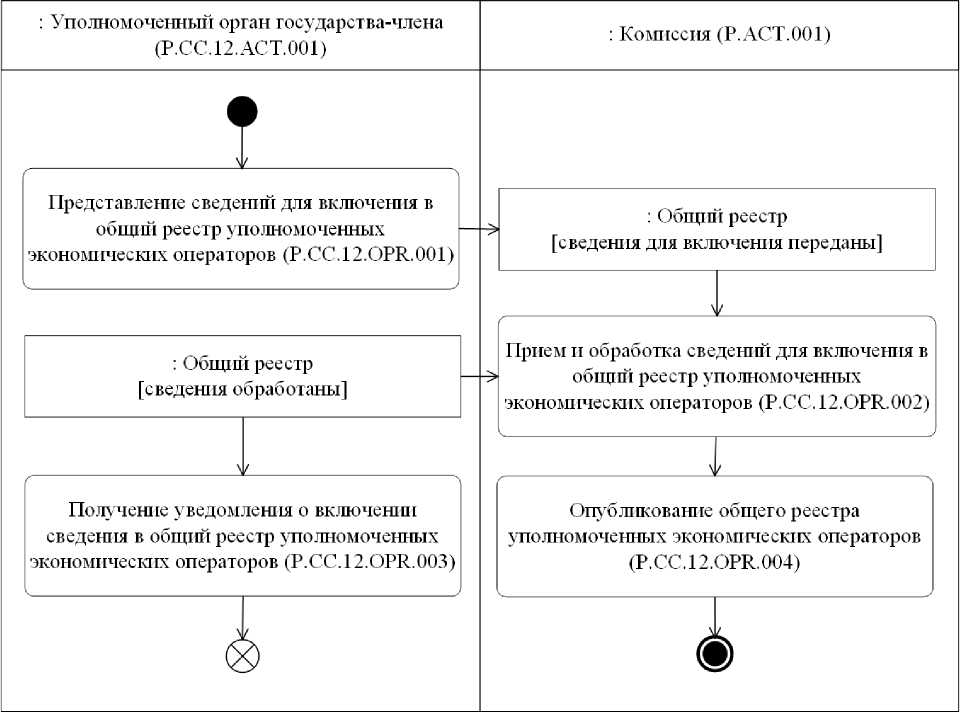 : Уполномоченный орган государства-члена
(P.CC.12.ACT.001)
: Комиссия (P.ACT.001)
Представление сведений для включения в
общий реестр уполномоченных
экономических операторов (P.CC.12.OPR.001)
: Общий реестр
[сведения для включения переданы]
Прием и обработка сведений для включения в
общий реестр уполномоченных
экономических операторов (P.CC.12.OPR.002)
: Общий реестр
[сведения обработаны]
Получение уведомления о включении
сведения в общий реестр уполномоченных
экономических операторов (P.CC.12.OPR.003)
Опубликование общего реестра
уполномоченных экономических операторов
(P.CC.12.OPR.004)